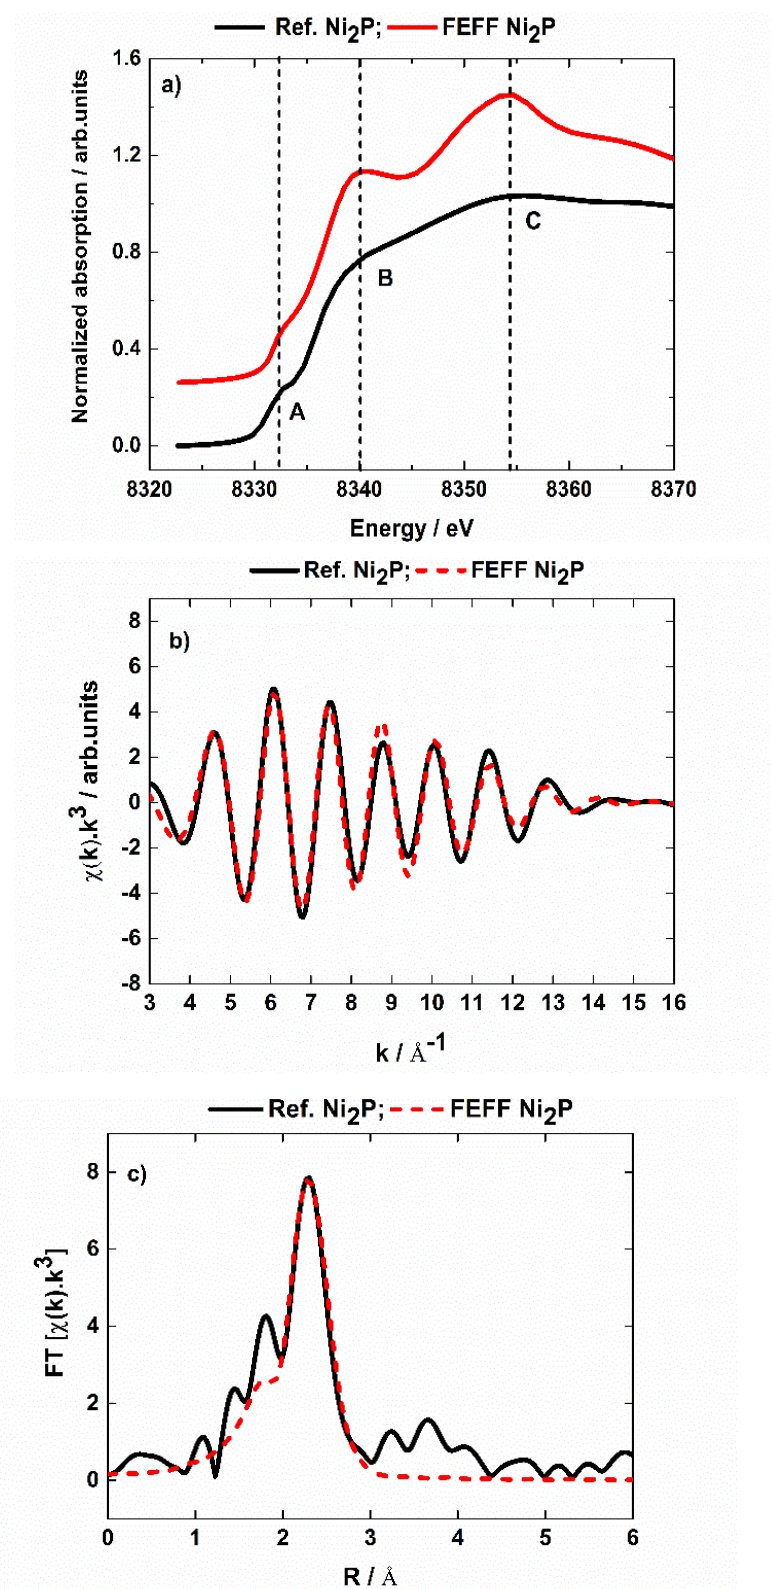 Ref. Ni2P; FEFF Ni2P
a)
1.6
1.2
0.8
0.4
0.0
Normalized absorption / arb.units
A
B
C
8320 8330 8340 8350 8360 8370
Energy / eV
Ref. Ni2P; FEFF Ni2P
b)
8
6
4
2
0
-2
-4
-6
-8
χ(k).k³ / arb.units
3 4 5 6 7 8 9 10 11 12 13 14 15 16
k / Å⁻¹
Ref. Ni2P; FEFF Ni2P
c)
8
6
4
2
0
FT [χ(k).k³]
0 1 2 3 4 5 6
R / Å